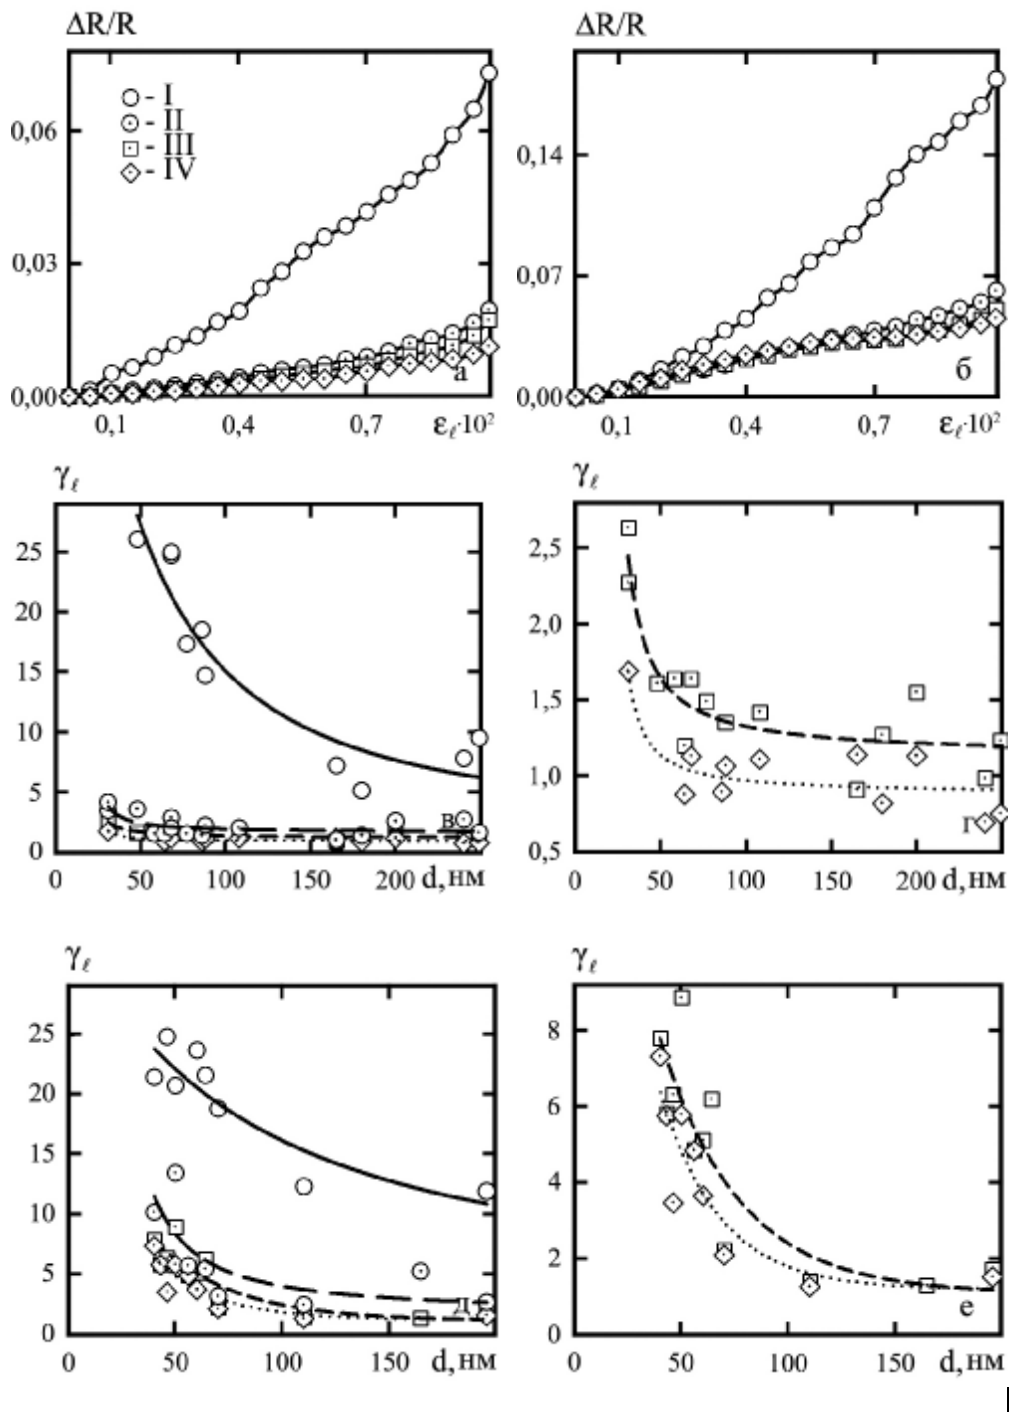 ΔR/R ΔR/R
- I
- II
- III
- IV
0,06
0,03
0,00
0,1 0,4 0,7 εℓ·10²
а
0,14
0,07
0,00
0,1 0,4 0,7 εℓ·10²
б
γℓ
25
20
15
10
5
0
0 50 100 150 200 d, нм
в
γℓ
2,5
2,0
1,5
1,0
0,5
0 50 100 150 200 d, нм
г
γℓ
25
20
15
10
5
0
0 50 100 150 d, нм
д
γℓ
8
6
4
2
0
0 50 100 150 d, нм
е